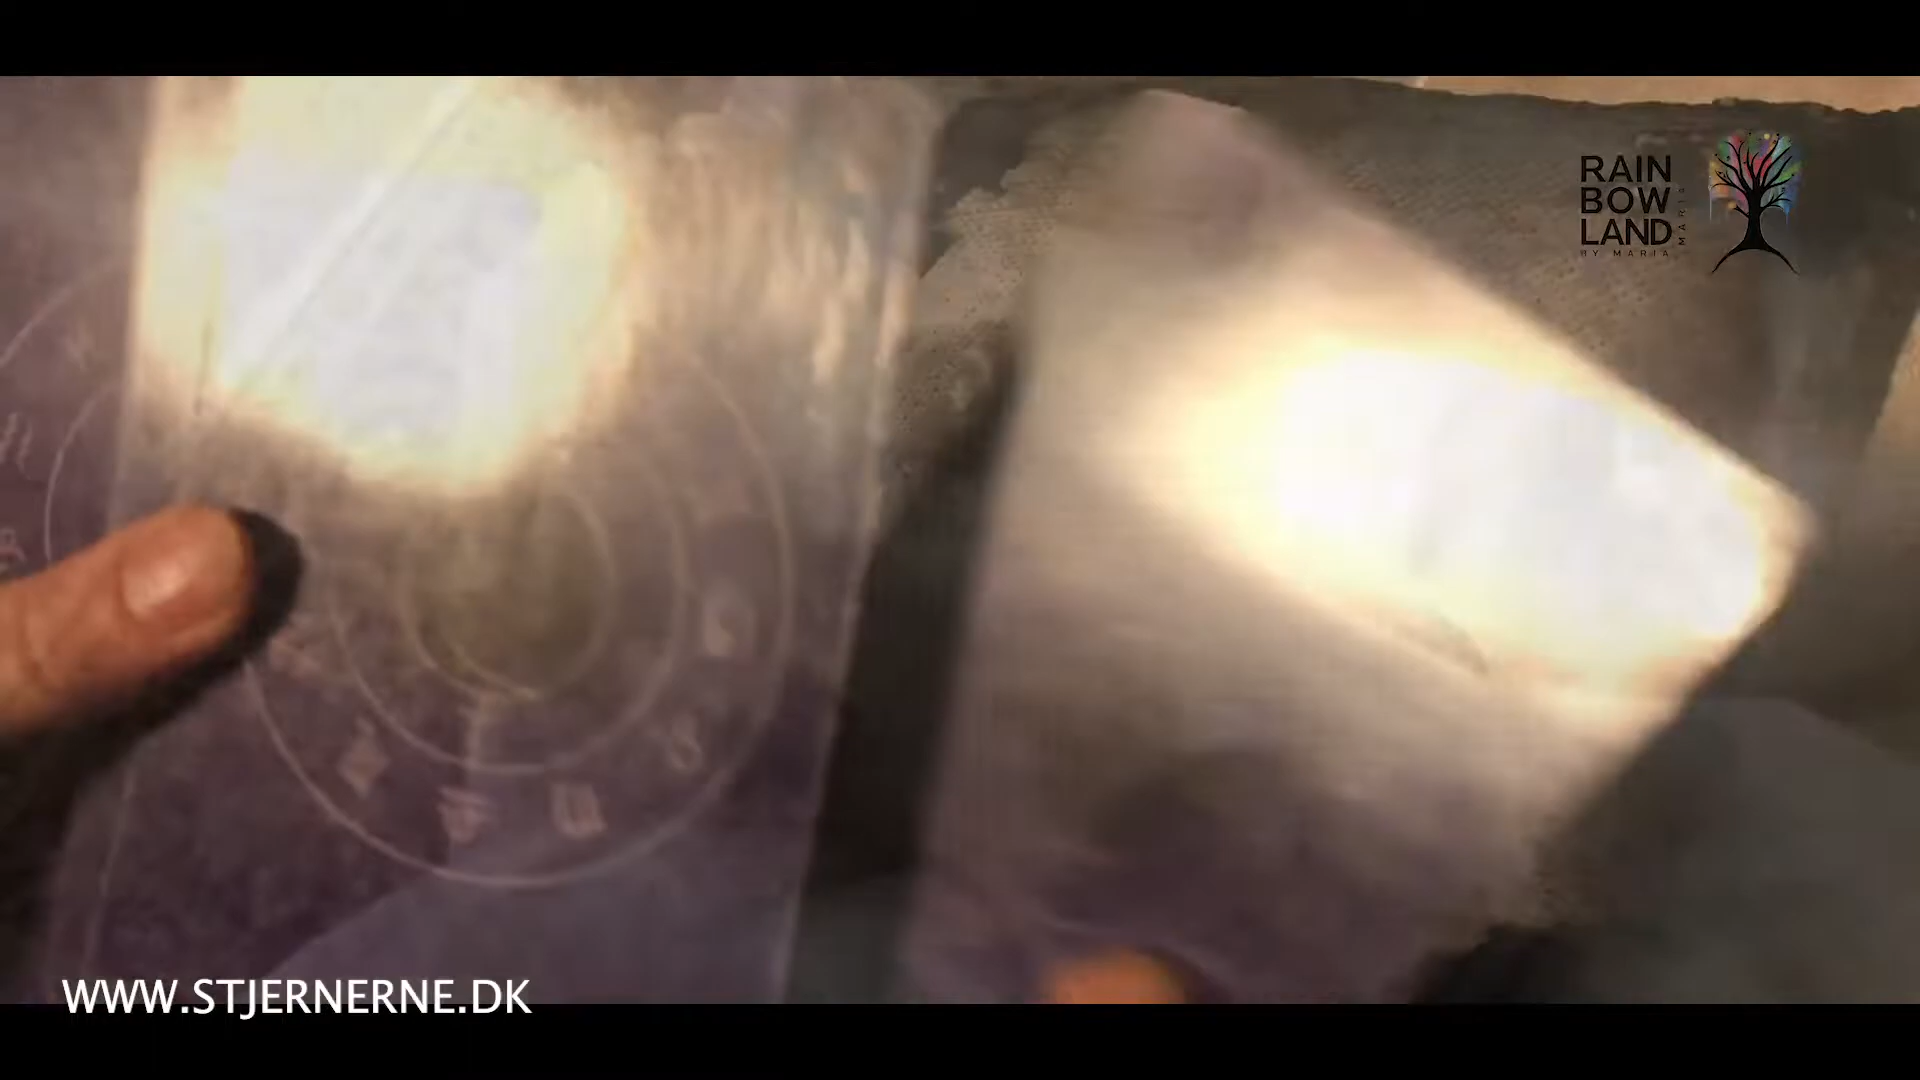 RAIN
BOW
LAND
BY MARIA
MARIA
WWW.STJERNERNE.DK